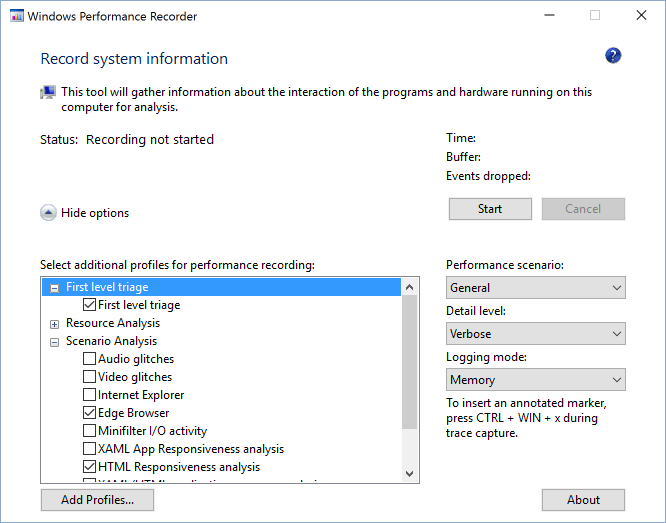 Windows Performance Recorder
Record system information
?
This tool will gather information about the interaction of the programs and hardware running on this
computer for analysis.
Status: Recording not started
Time:
Buffer:
Events dropped:
Hide options
Start
Cancel
Select additional profiles for performance recording:
First level triage
First level triage
Resource Analysis
Scenario Analysis
Audio glitches
Video glitches
Internet Explorer
Edge Browser
Minifilter I/O activity
XAML App Responsiveness analysis
HTML Responsiveness analysis
Performance scenario:
General
Detail level:
Verbose
Logging mode:
Memory
To insert an annotated marker,
press CTRL + WIN + x during
trace capture.
Add Profiles...
About